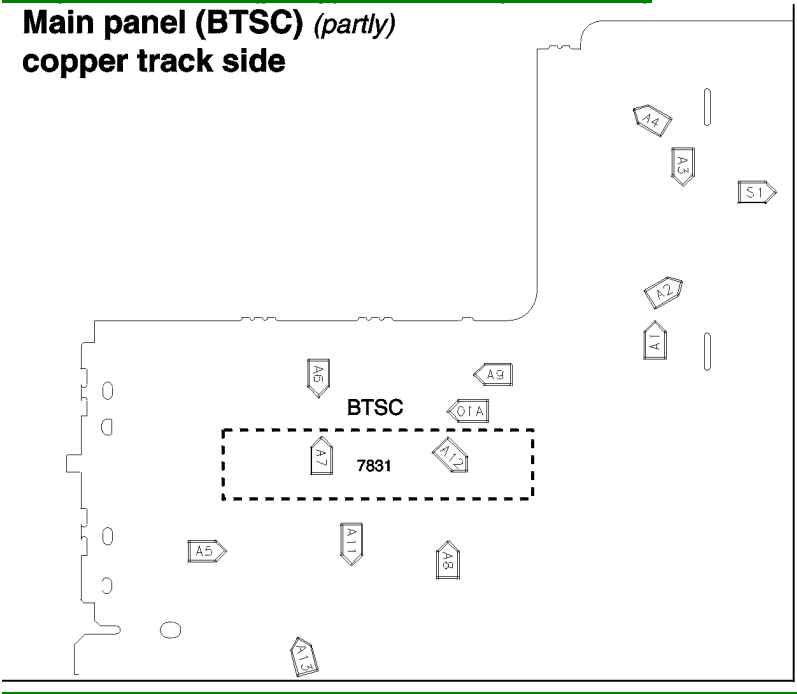 Main panel (BTSC) (partly)
copper track side
A4
A3
S1
A2
A1
A6
A9
BTSC
A10
A7
7831
A12
A5
A11
A8
A13